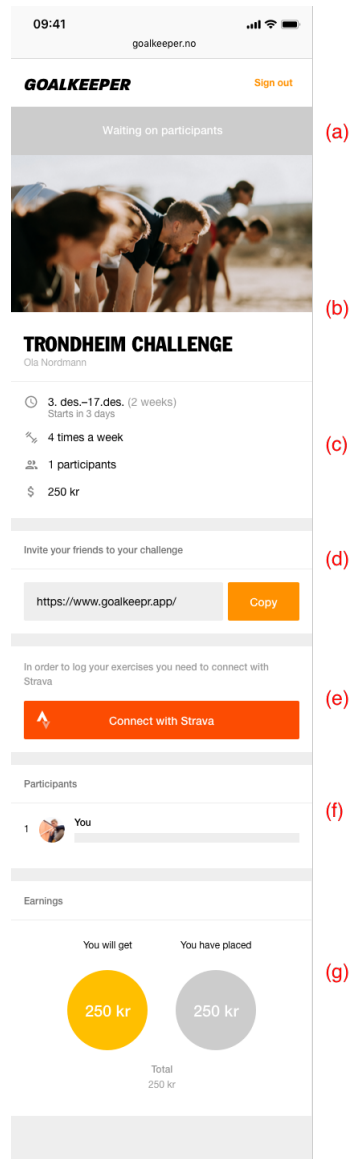 09:41
goalkeeper.no
GOALKEEPER Sign out
Waiting on participants
(a)
(b)
TRONDHEIM CHALLENGE
Ola Nordmann
3. des.–17.des. (2 weeks)
Starts in 3 days
4 times a week
(c)
1 participants
$ 250 kr
Invite your friends to your challenge
(d)
https://www.goalkeepr.app/ Copy
In order to log your exercises you need to connect with
Strava
(e)
Connect with Strava
Participants
(f)
1 You
Earnings
You will get You have placed
(g)
250 kr 250 kr
Total
250 kr